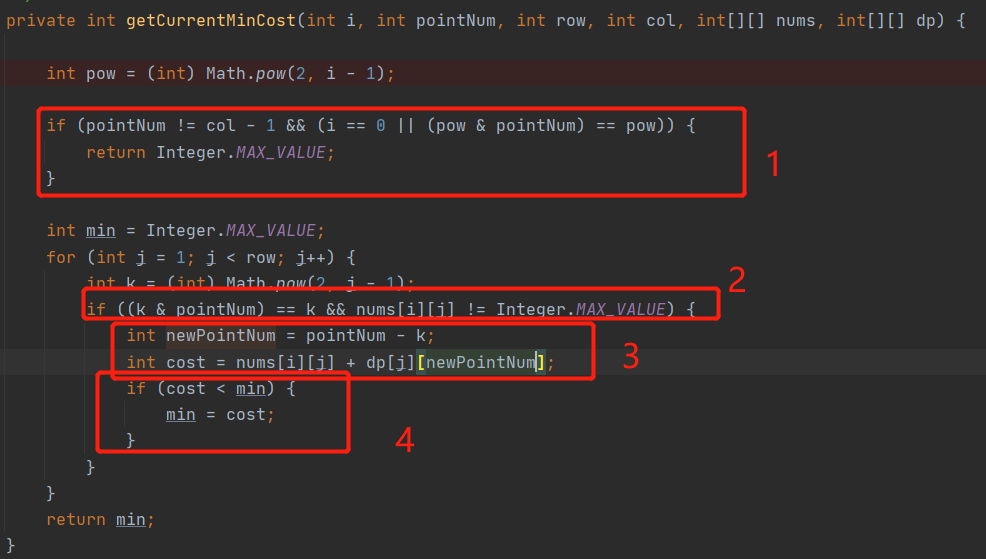 private int getCurrentMinCost(int i, int pointNum, int row, int col, int[][] nums, int[][] dp) {
int pow = (int) Math.pow(2, i - 1);
if (pointNum != col - 1 && (i == 0 || (pow & pointNum) == pow)) {
return Integer.MAX_VALUE;
}
1
int min = Integer.MAX_VALUE;
for (int j = 1; j < row; j++) {
int k = (int) Math.pow(2, j - 1);
if ((k & pointNum) == k && nums[i][j] != Integer.MAX_VALUE) {
2
int newPointNum = pointNum - k;
int cost = nums[i][j] + dp[j][newPointNum];
3
if (cost < min) {
min = cost;
}
4
}
}
return min;
}